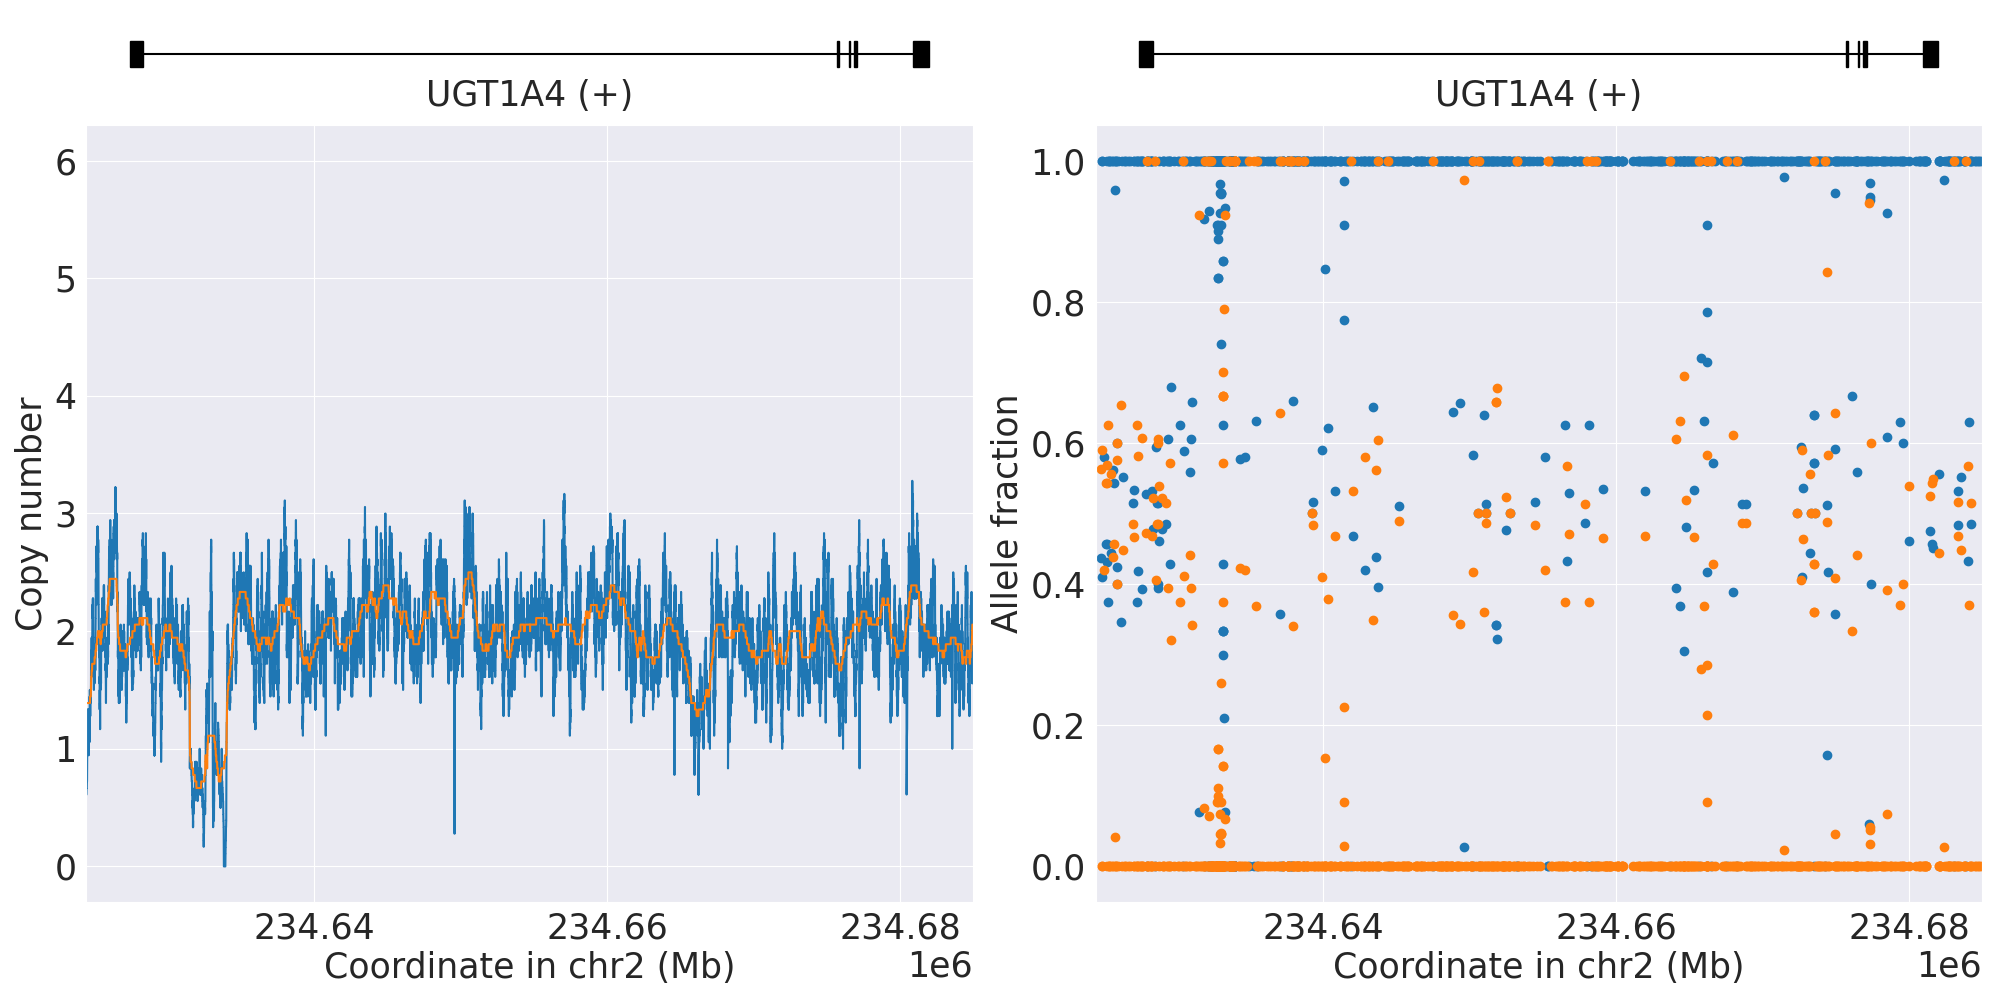 UGT1A4 (+)
6
5
4
3
2
1
0
Copy number
234.64 234.66 234.68
1e6
Coordinate in chr2 (Mb)
UGT1A4 (+)
1.0
0.8
0.6
0.4
0.2
0.0
Allele fraction
234.64 234.66 234.68
1e6
Coordinate in chr2 (Mb)